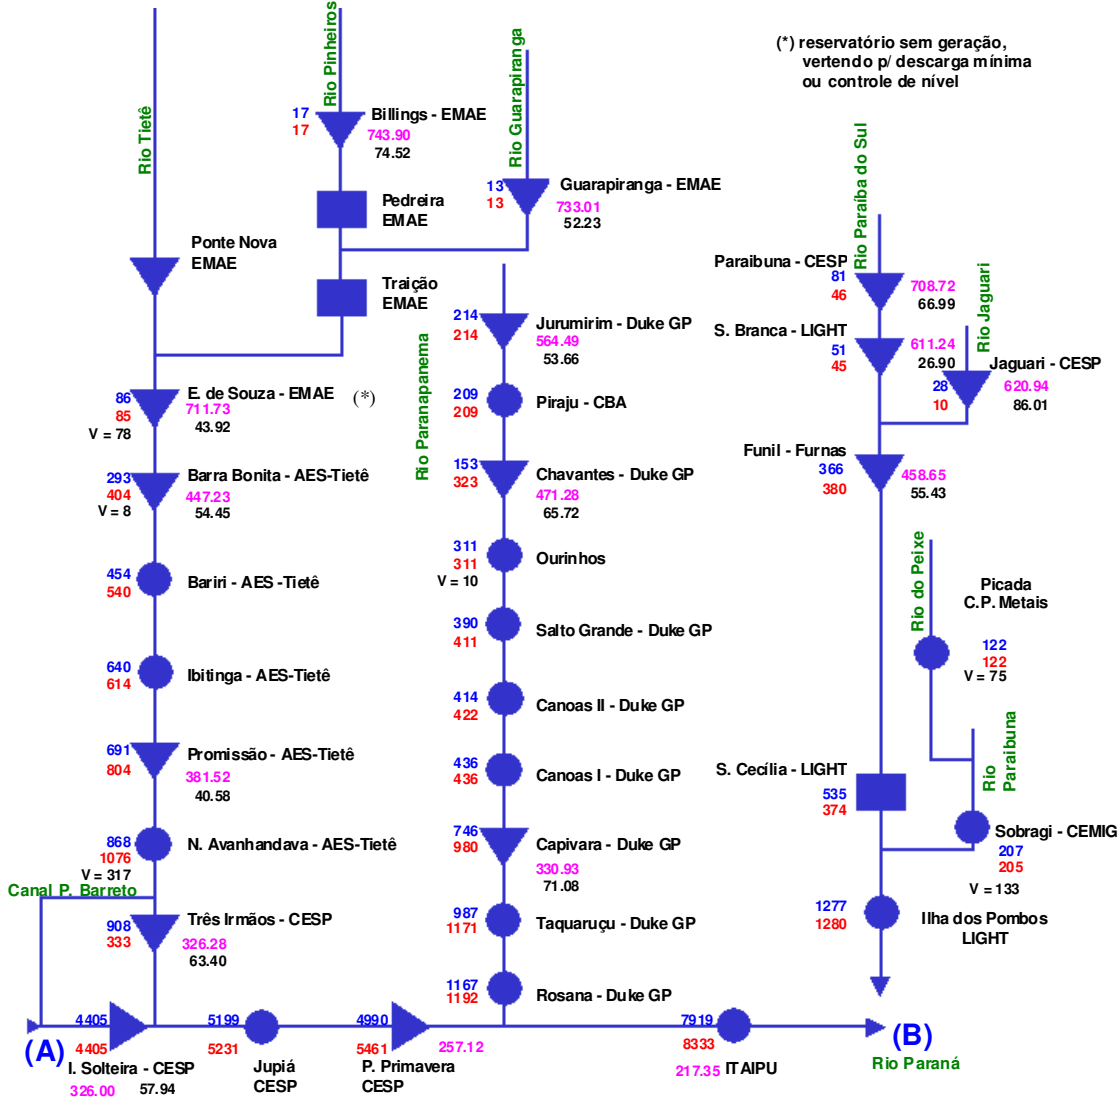 (*) reservatório sem geração,
vertendo p/ descarga mínima
ou controle de nível
Rio Tietê
Rio Pinheiros
Rio Guarapiranga
17
17
Billings - EMAE
743.90
74.52
Pedreira
EMAE
13
13
Guarapiranga - EMAE
733.01
52.23
Ponte Nova
EMAE
Traição
EMAE
86
85
V = 78
E. de Souza - EMAE (*)
711.73
43.92
293
404
V = 8
Barra Bonita - AES-Tietê
447.23
54.45
454
540
Bariri - AES -Tietê
640
614
Ibitinga - AES-Tietê
691
804
Promissão - AES-Tietê
381.52
40.58
868
1076
V = 317
N. Avanhandava - AES-Tietê
Canal P. Barreto
908
333
Três Irmãos - CESP
326.28
63.40
Rio Paranapanema
214
214
Jurumirim - Duke GP
564.49
53.66
209
209
Piraju - CBA
153
323
Chavantes - Duke GP
471.28
65.72
311
311
V = 10
Ourinhos
390
411
Salto Grande - Duke GP
414
422
Canoas II - Duke GP
436
436
Canoas I - Duke GP
746
980
Capivara - Duke GP
330.93
71.08
987
1171
Taquaruçu - Duke GP
1167
1192
Rosana - Duke GP
Rio Paraíba do Sul
Paraibuna - CESP
81
46
708.72
66.99
S. Branca - LIGHT
51
45
611.24
26.90
Rio Jaguari
Jaguari - CESP
28
10
620.94
86.01
Funil - Furnas
366
380
458.65
55.43
Rio do Peixe
Picada
C.P. Metais
122
122
V = 75
S. Cecília - LIGHT
535
374
Rio
Paraibuna
Sobragi - CEMIG
207
205
V = 133
1277
1280
Ilha dos Pombos
LIGHT
(A)
4405
4405
I. Solteira - CESP
326.00
57.94
5199
5231
Jupiá
CESP
4990
5461
P. Primavera
CESP
257.12
7919
8333
217.35
ITAIPU
(B)
Rio Paraná